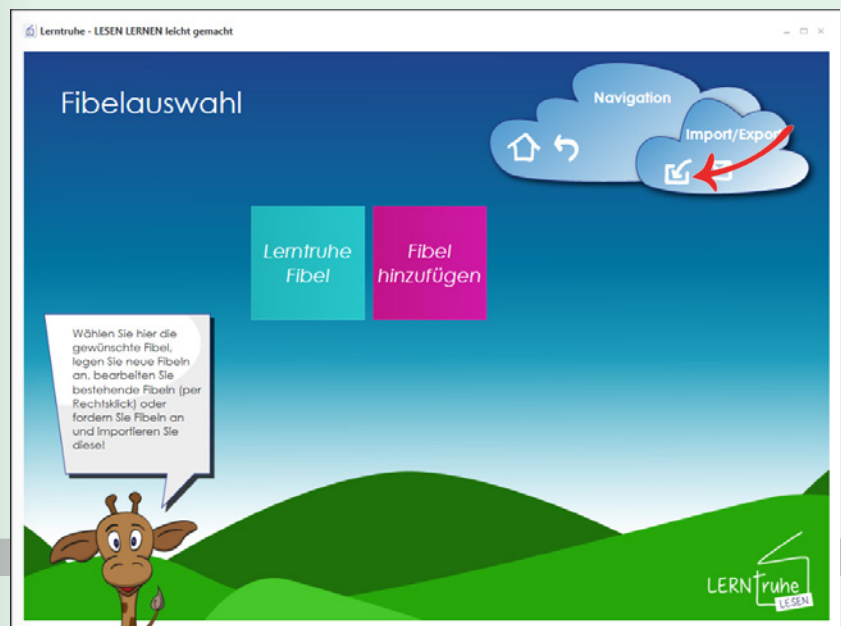 Lerntruhe - LESEN LERNEN leicht gemacht
Fibelauswahl
Navigation
Import/Export
Lerntruhe
Fibel
Fibel
hinzufügen
Wählen Sie hier die
gewünschte Fibel,
legen Sie neue Fibeln
an, bearbeiten Sie
bestehende Fibeln (per
Rechtsklick) oder
fordern Sie Fibeln an
und importieren Sie
diese!
LERNTruhe
LESEN